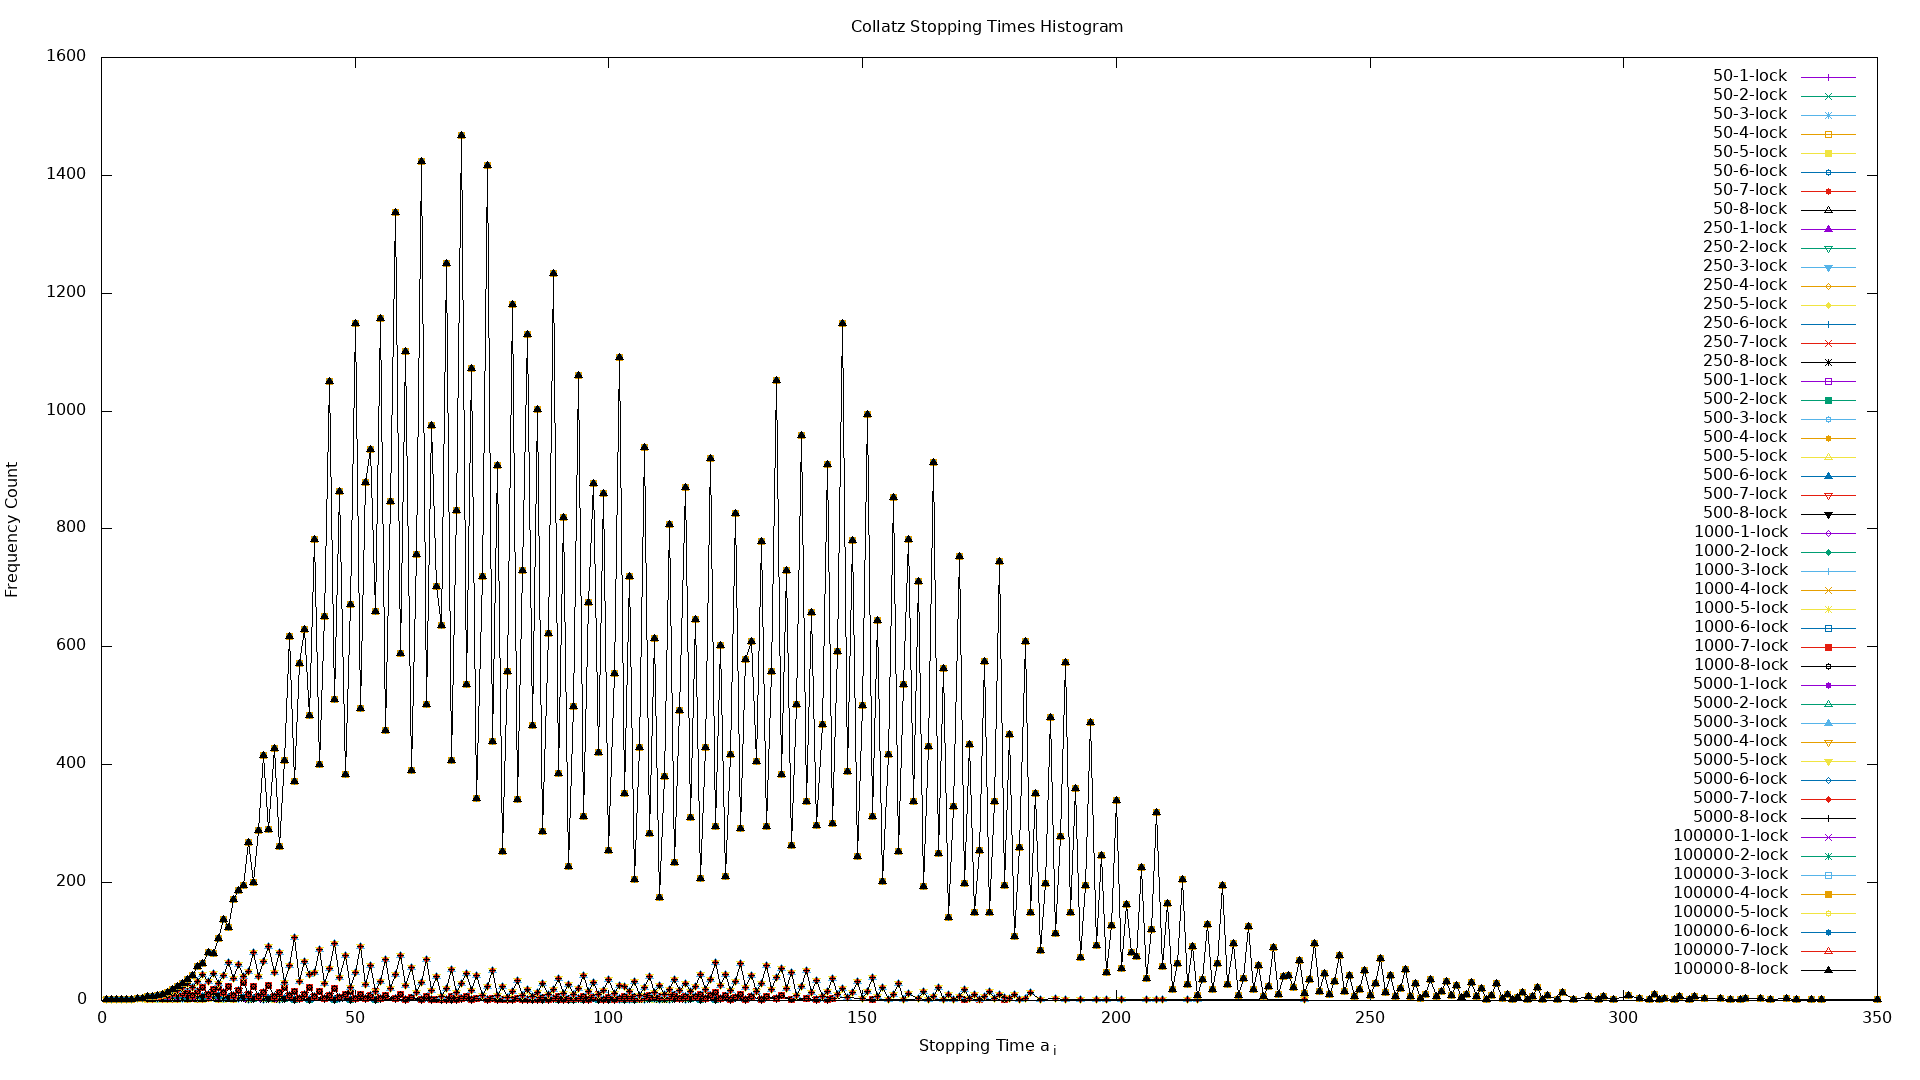 Collatz Stopping Times Histogram
1600
1400
1200
1000
800
600
400
200
0
Frequency Count
0 50 100 150 200 250 300 350
Stopping Time a i
50-1-lock
50-2-lock
50-3-lock
50-4-lock
50-5-lock
50-6-lock
50-7-lock
50-8-lock
250-1-lock
250-2-lock
250-3-lock
250-4-lock
250-5-lock
250-6-lock
250-7-lock
250-8-lock
500-1-lock
500-2-lock
500-3-lock
500-4-lock
500-5-lock
500-6-lock
500-7-lock
500-8-lock
1000-1-lock
1000-2-lock
1000-3-lock
1000-4-lock
1000-5-lock
1000-6-lock
1000-7-lock
1000-8-lock
5000-1-lock
5000-2-lock
5000-3-lock
5000-4-lock
5000-5-lock
5000-6-lock
5000-7-lock
5000-8-lock
100000-1-lock
100000-2-lock
100000-3-lock
100000-4-lock
100000-5-lock
100000-6-lock
100000-7-lock
100000-8-lock